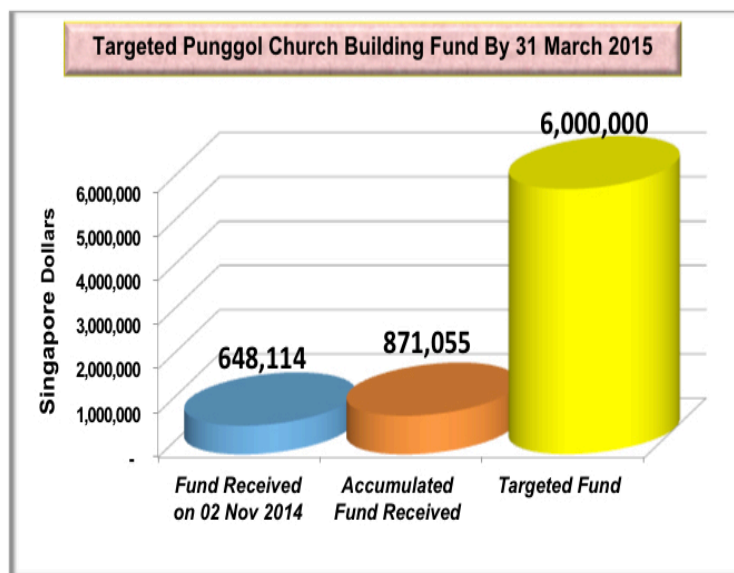 Targeted Punggol Church Building Fund By 31 March 2015
6,000,000
6,000,000
5,000,000
4,000,000
3,000,000
2,000,000
1,000,000
-
Singapore Dollars
648,114
871,055
Fund Received
on 02 Nov 2014
Accumulated
Fund Received
Targeted Fund